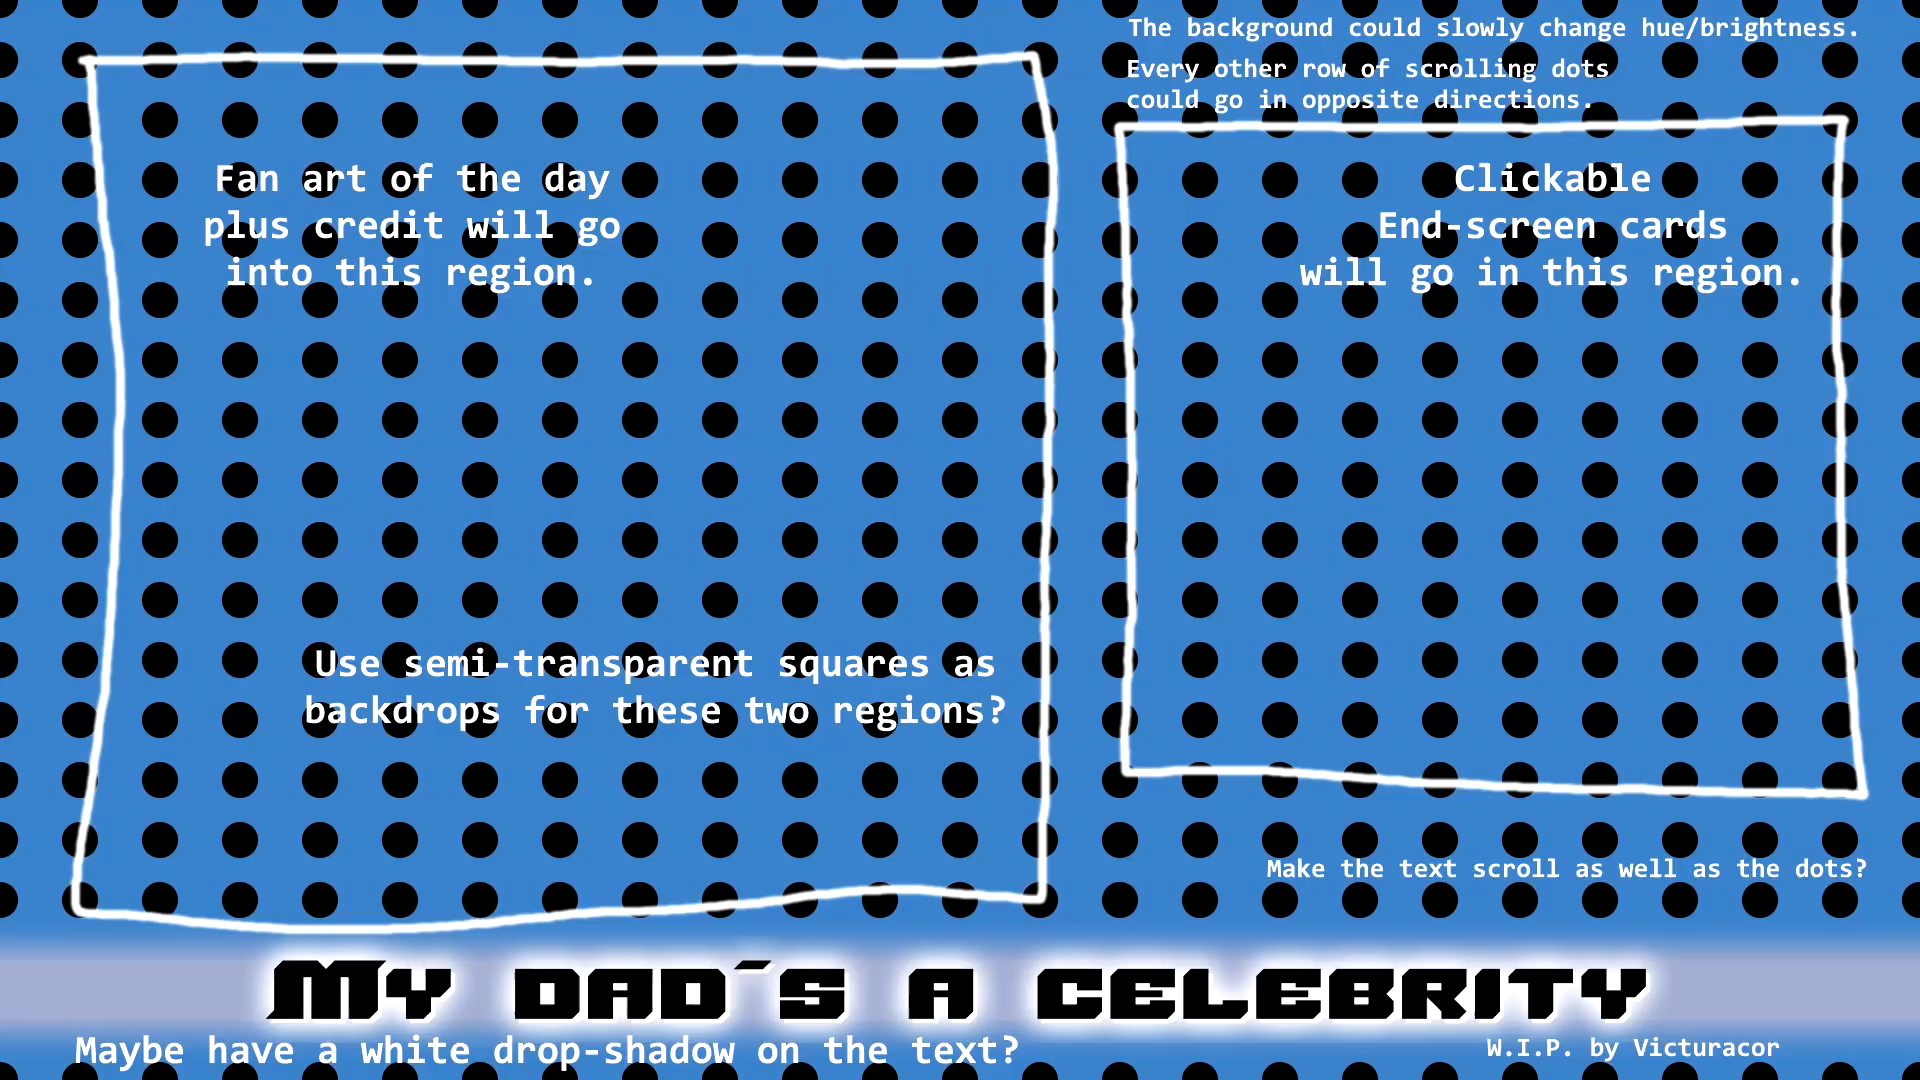 The background could slowly change hue/brightness.
Every other row of scrolling dots
could go in opposite directions.
Fan art of the day
plus credit will go
into this region.
Clickable
End-screen cards
will go in this region.
Use semi-transparent squares as
backdrops for these two regions?
Make the text scroll as well as the dots?
My dad´s a celebrity
Maybe have a white drop-shadow on the text?
W.I.P. by Victuracor